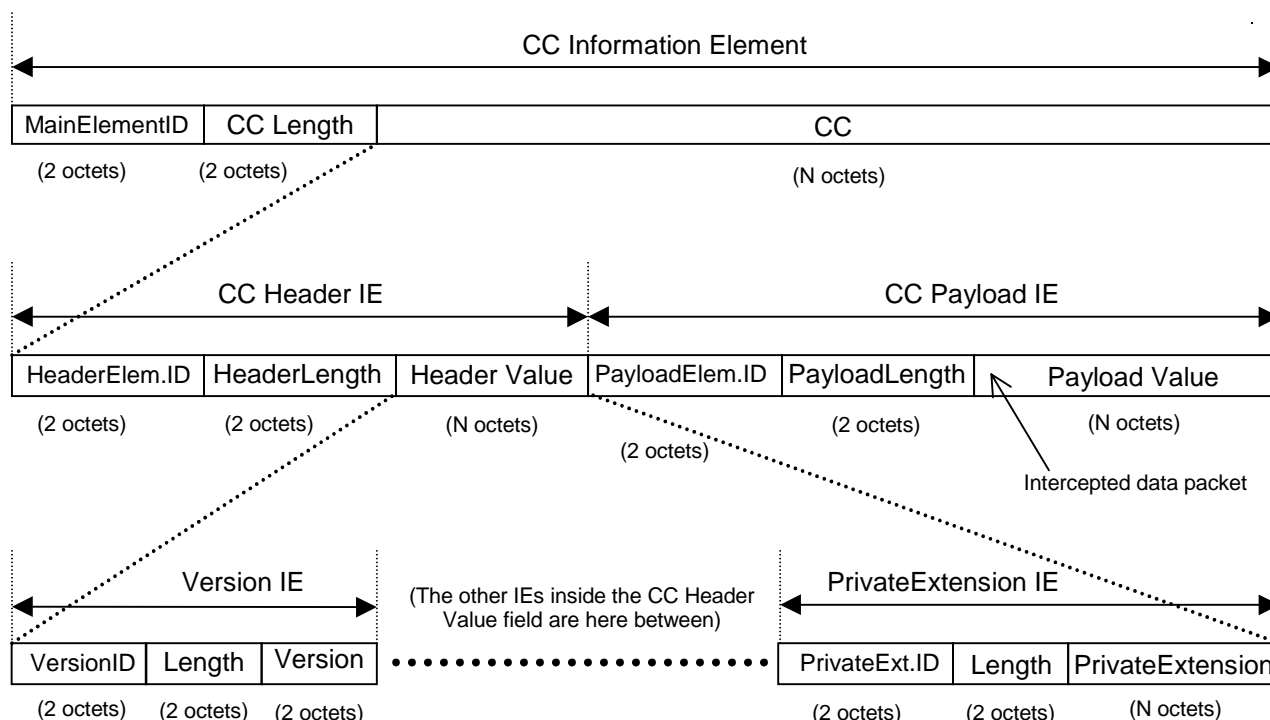 CC Information Element
MainElementID CC Length CC
(2 octets) (2 octets) (N octets)
CC Header IE CC Payload IE
HeaderElem.ID HeaderLength Header Value PayloadElem.ID PayloadLength Payload Value
(2 octets) (2 octets) (N octets) (2 octets) (2 octets) (N octets)
Intercepted data packet
Version IE (The other IEs inside the CC Header PrivateExtension IE
Value field are here between)
VersionID Length Version PrivateExt.ID Length PrivateExtension
(2 octets) (2 octets) (2 octets) (2 octets) (2 octets) (N octets)